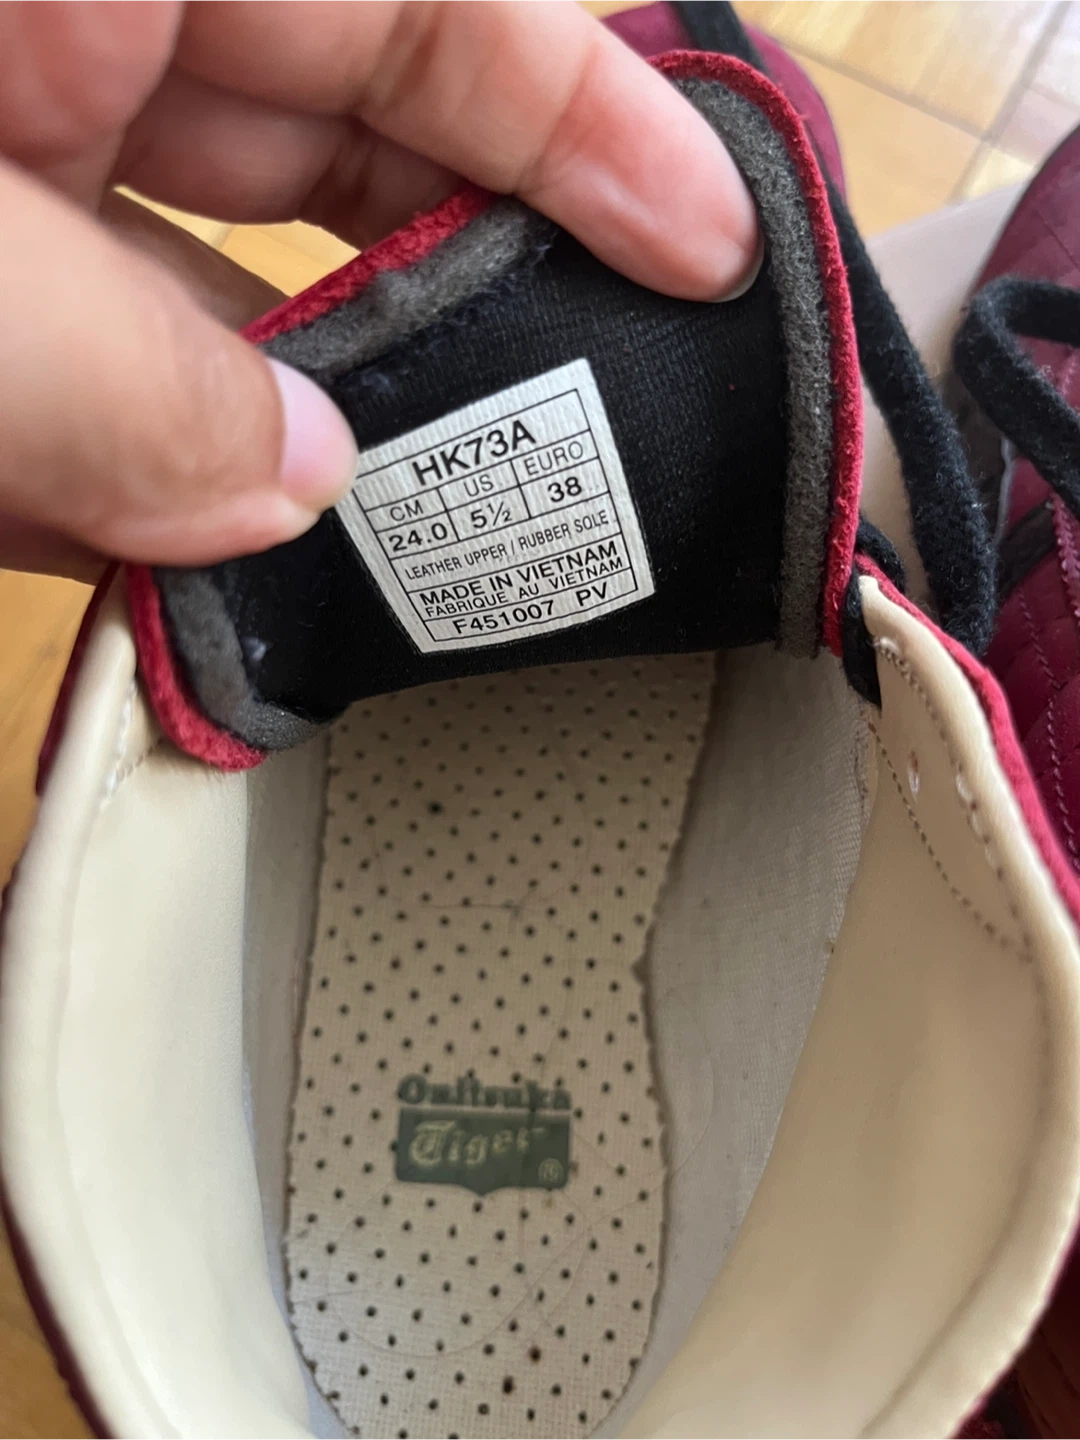 HK73A
CM US EURO
24.0 5½ 38
LEATHER UPPER / RUBBER SOLE
MADE IN VIETNAM
FABRIQUE AU VIETNAM
F451007 PV
Onitsuka
Tiger ®